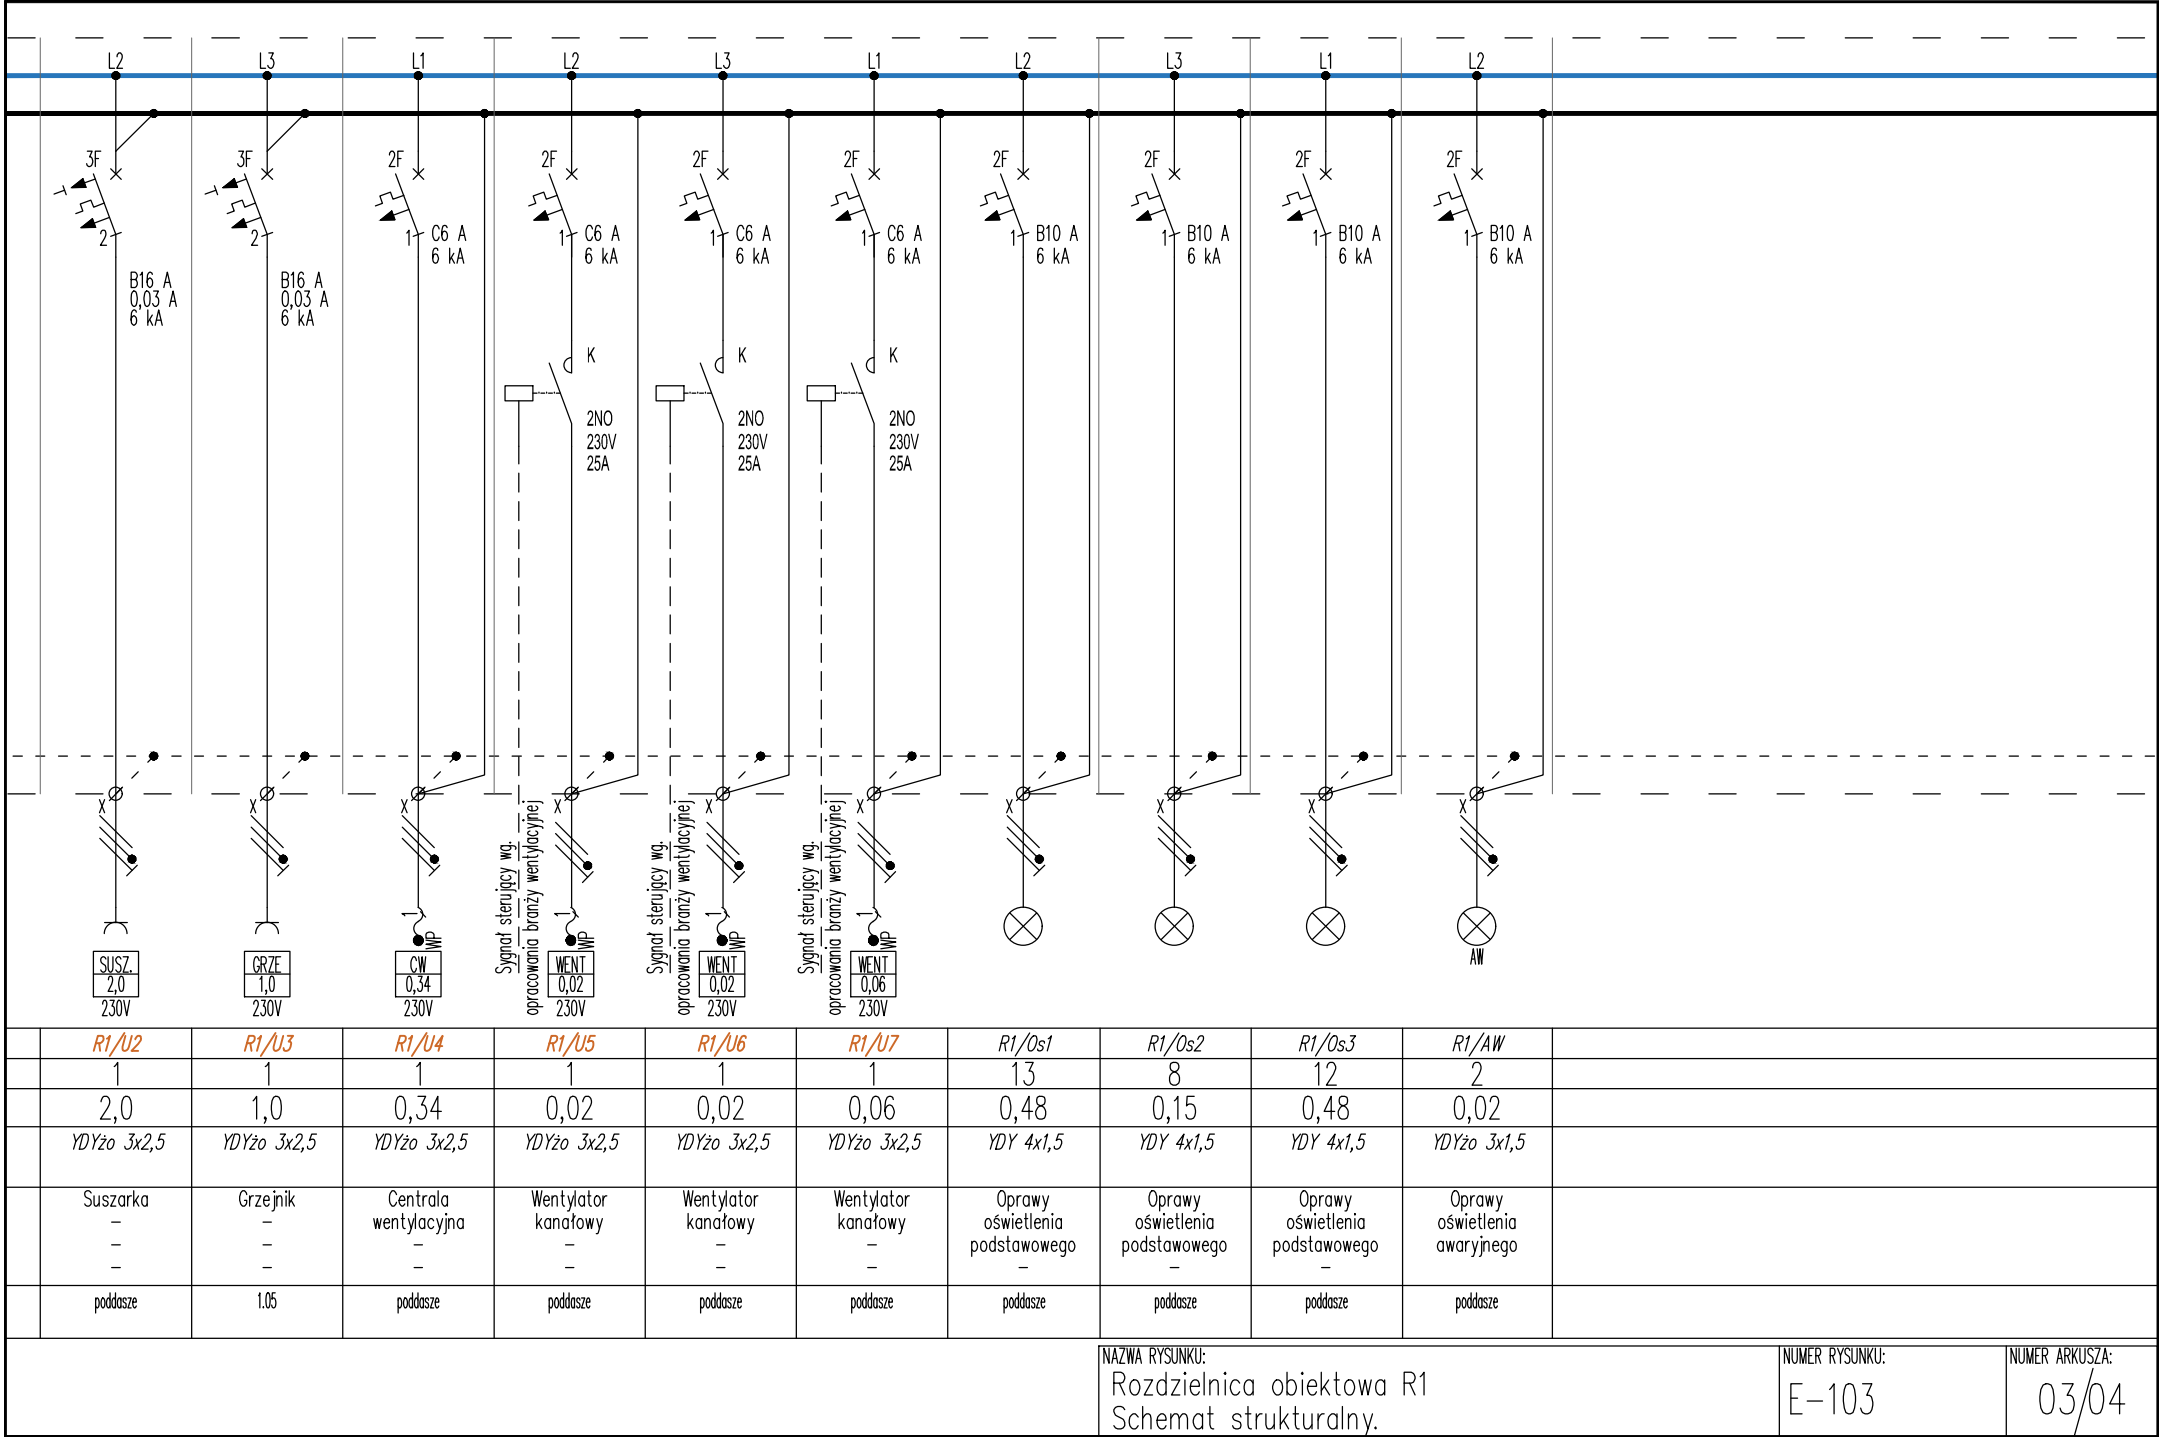 L2 L3 L1 L2 L3 L1 L2 L3 L1 L2
3F 3F 2F 2F 2F 2F 2F 2F 2F 2F
2 2 1 1 1 1 1 1 1 1
C6 A C6 A C6 A C6 A B10 A B10 A B10 A B10 A
6 kA 6 kA 6 kA 6 kA 6 kA 6 kA 6 kA 6 kA
B16 A B16 A
0,03 A 0,03 A
6 kA 6 kA
K K K
2NO 2NO 2NO
230V 230V 230V
25A 25A 25A
X X X X X X X X X X
Sygnał sterujący wg.
opracowania branży wentylacyjnej
Sygnał sterujący wg.
opracowania branży wentylacyjnej
Sygnał sterujący wg.
opracowania branży wentylacyjnej
1 1 1 1
WP WP WP WP
SUSZ. GRZE CW WENT WENT WENT AW
2,0 1,0 0,34 0,02 0,02 0,06
230V 230V 230V 230V 230V 230V
R1/U2 R1/U3 R1/U4 R1/U5 R1/U6 R1/U7 R1/Os1 R1/Os2 R1/Os3 R1/AW
1 1 1 1 1 1 13 8 12 2
2,0 1,0 0,34 0,02 0,02 0,06 0,48 0,15 0,48 0,02
YDYżo 3x2,5 YDYżo 3x2,5 YDYżo 3x2,5 YDYżo 3x2,5 YDYżo 3x2,5 YDYżo 3x2,5 YDY 4x1,5 YDY 4x1,5 YDY 4x1,5 YDYżo 3x1,5
Suszarka Grzejnik Centrala Wentylator Wentylator Wentylator Oprawy Oprawy Oprawy Oprawy
– – wentylacyjna kanałowy kanałowy kanałowy oświetlenia oświetlenia oświetlenia oświetlenia
– – – – – – podstawowego podstawowego podstawowego awaryjnego
– – – – – – – – –
poddasze 1.05 poddasze poddasze poddasze poddasze poddasze poddasze poddasze poddasze
NAZWA RYSUNKU:
Rozdzielnica obiektowa R1
Schemat strukturalny.
NUMER RYSUNKU:
E-103
NUMER ARKUSZA:
03/04